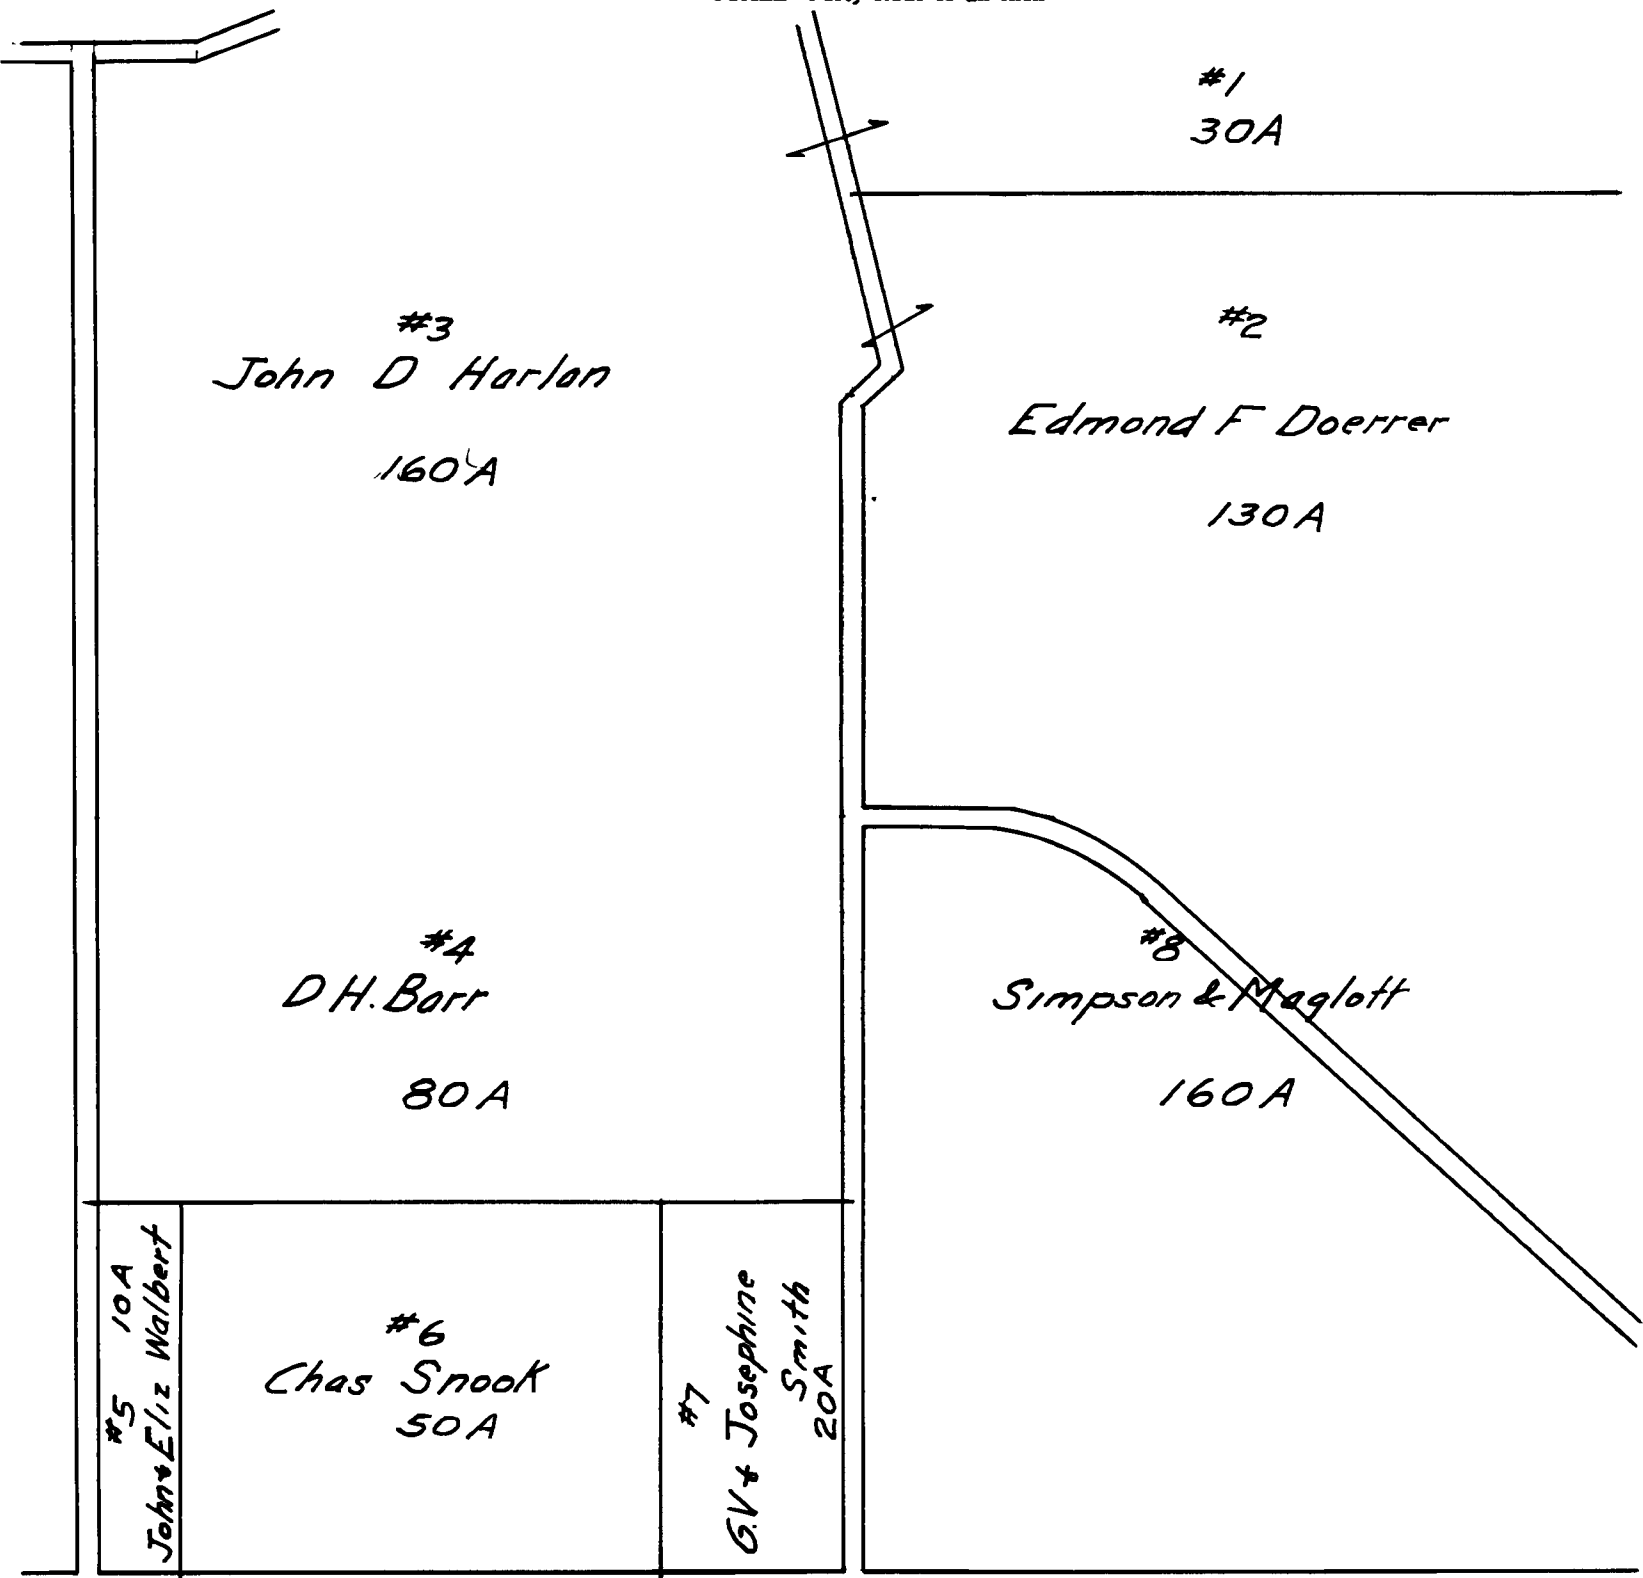 #1
30A
#3
John D Harlan
160A
#2
Edmond F Doerrer
130A
#4
D H. Barr
80A
#8
Simpson & Maglott
160A
#5 10A
John & Eliz Walbert
#6
Chas Snook
50A
#7
G.V & Josephine
Smith
20A